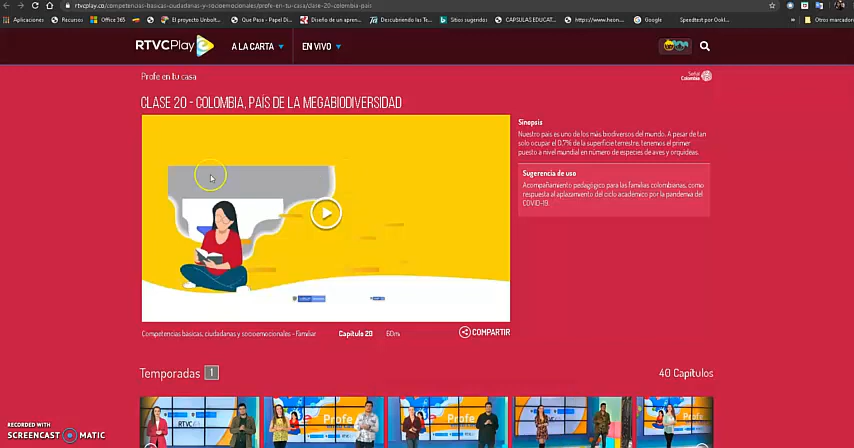 rtvcplay.co/competencias-basicas-ciudadanas-y-socioemocionales/profe-en-tu-casa/clase-20-colombia-pais
Aplicaciones
Recursos
Office 365
El proyecto Unbolt...
Que Pasa - Papel D...
Diseño de un apren...
Descubriendo las Te...
Sitios sugeridos
CAPSULAS EDUCAT...
https://www.heon...
Google
Speedtest por Ookl...
Otros marcadores
RTVCPlay
A LA CARTA
EN VIVO
Profe en tu casa
Señal
Colombia
CLASE 20 - COLOMBIA, PAÍS DE LA MEGABIODIVERSIDAD
Sinopsis
Nuestro país es uno de los más biodiversos del mundo. A pesar de tan
solo ocupar el 0,7% de la superficie terrestre, tenemos el primer
puesto a nivel mundial en número de especies de aves y orquídeas.
Sugerencia de uso
Acompañamiento pedagógico para las familias colombianas, como
respuesta al aplazamiento del ciclo académico por la pandemia del
COVID-19.
Competencias básicas, ciudadanas y socioemocionales - Familiar
Capítulo 20
60m
COMPARTIR
Temporadas 1
40 Capítulos
RTVC
Profe
Profe
RECORDED WITH
SCREENCAST MATIC